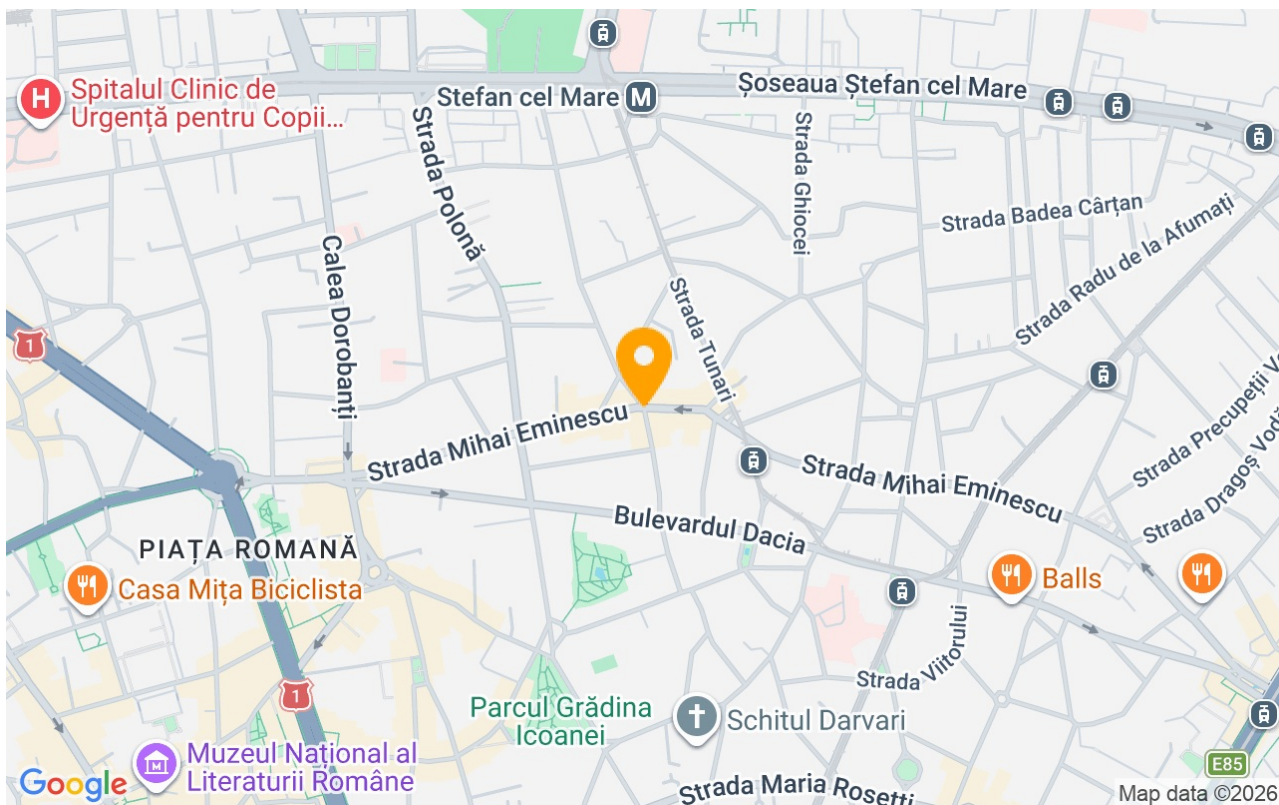 Spitalul Clinic de
Urgență pentru Copii...
H
Stefan cel Mare
M
Șoseaua Ștefan cel Mare
Strada Polonă
Strada Ghiocei
Strada Badea Cârțan
Strada Radu de la Afumați
Calea Dorobanți
Strada Tunari
1
Strada Mihai Eminescu
Strada Mihai Eminescu
Strada Precupeții V
Strada Dragoș Vodă
Bulevardul Dacia
PIAȚA ROMANĂ
Casa Mița Biciclista
Balls
Strada Viitorului
1
Parcul Grădina
Icoanei
Schitul Darvari
Muzeul Național al
Literaturii Române
M
Strada Maria Rosetti
E85
Google
Map data ©2026